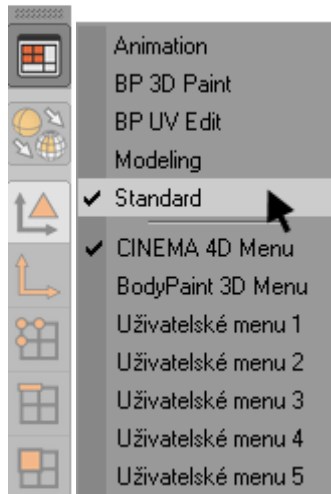 Animation
BP 3D Paint
BP UV Edit
Modeling
Standard
CINEMA 4D Menu
BodyPaint 3D Menu
Uživatelské menu 1
Uživatelské menu 2
Uživatelské menu 3
Uživatelské menu 4
Uživatelské menu 5